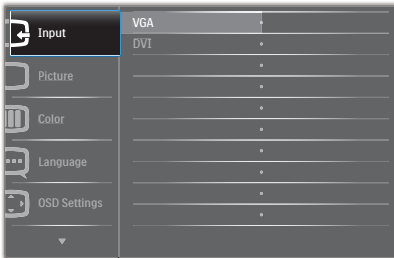 Input
VGA
DVI
Picture
Color
Language
OSD Settings